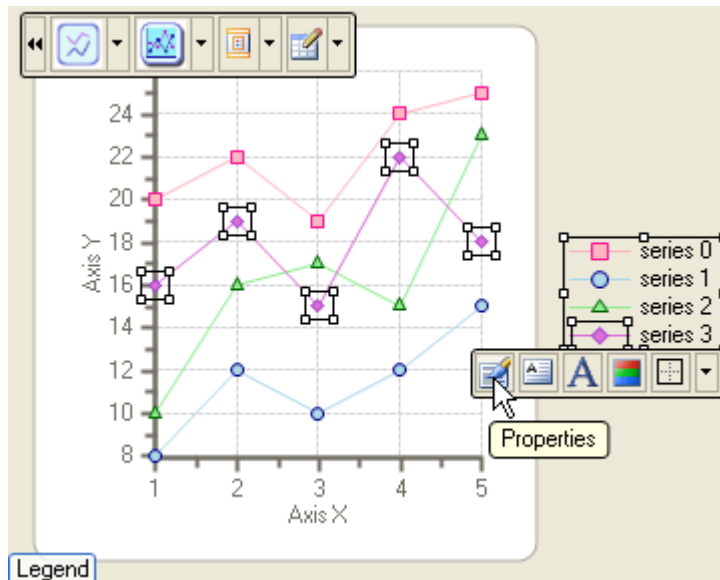 24
22
20
18
16
14
12
10
8
Axis Y
1 2 3 4 5
Axis X
series 0
series 1
series 2
series 3
A
Properties
Legend